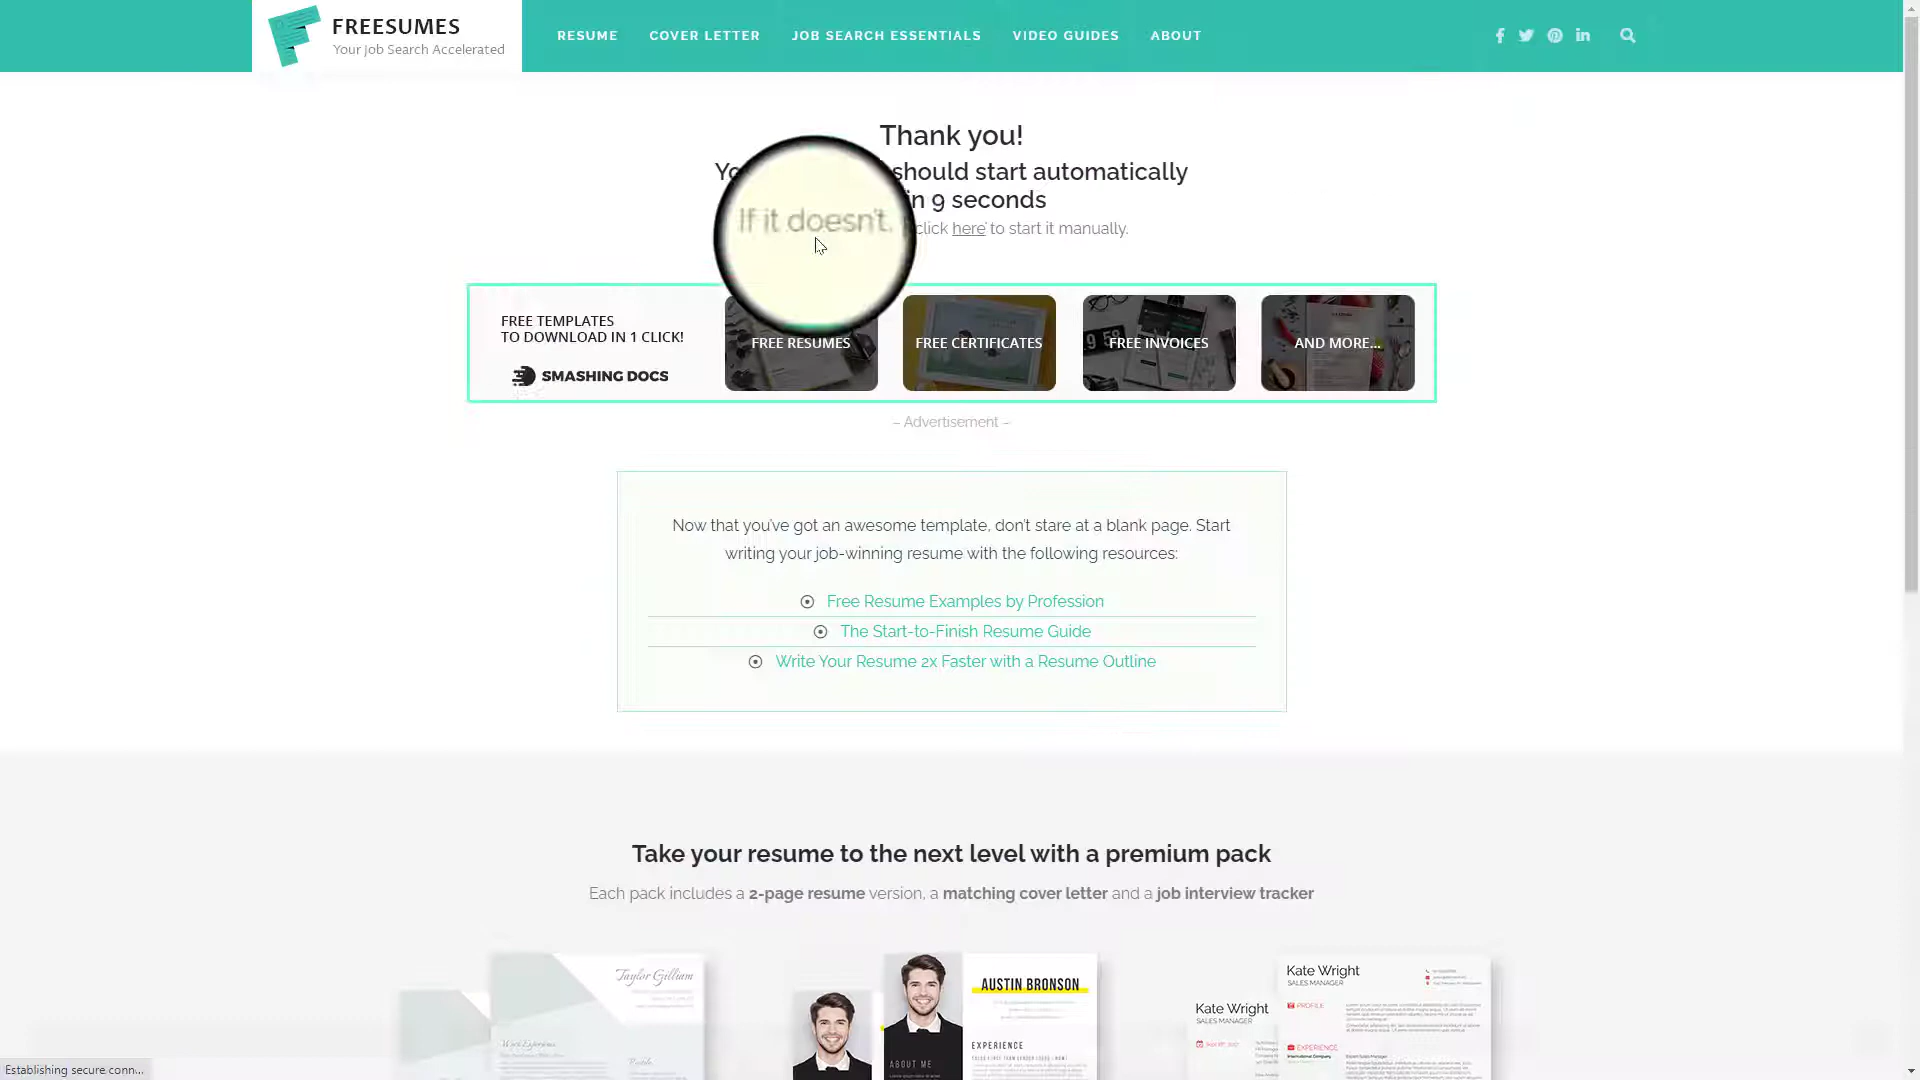 FREESUMES
Your Job Search Accelerated
RESUME
COVER LETTER
JOB SEARCH ESSENTIALS
VIDEO GUIDES
ABOUT
Thank you!
should start automatically
in 9 seconds
If it doesn't, click here to start it manually.
FREE TEMPLATES
TO DOWNLOAD IN 1 CLICK!
SMASHING DOCS
FREE RESUMES
FREE CERTIFICATES
FREE INVOICES
AND MORE...
– Advertisement –
Now that you've got an awesome template, don't stare at a blank page. Start
writing your job-winning resume with the following resources:
Free Resume Examples by Profession
The Start-to-Finish Resume Guide
Write Your Resume 2x Faster with a Resume Outline
Take your resume to the next level with a premium pack
Each pack includes a 2-page resume version, a matching cover letter and a job interview tracker
Taylor Gilliam
Work Experience
Profile
AUSTIN BRONSON
EXPERIENCE
ABOUT ME
Kate Wright
SALES MANAGER
PROFILE
EXPERIENCE
International Company
Kate Wright
SALES MANAGER
Establishing secure conn...